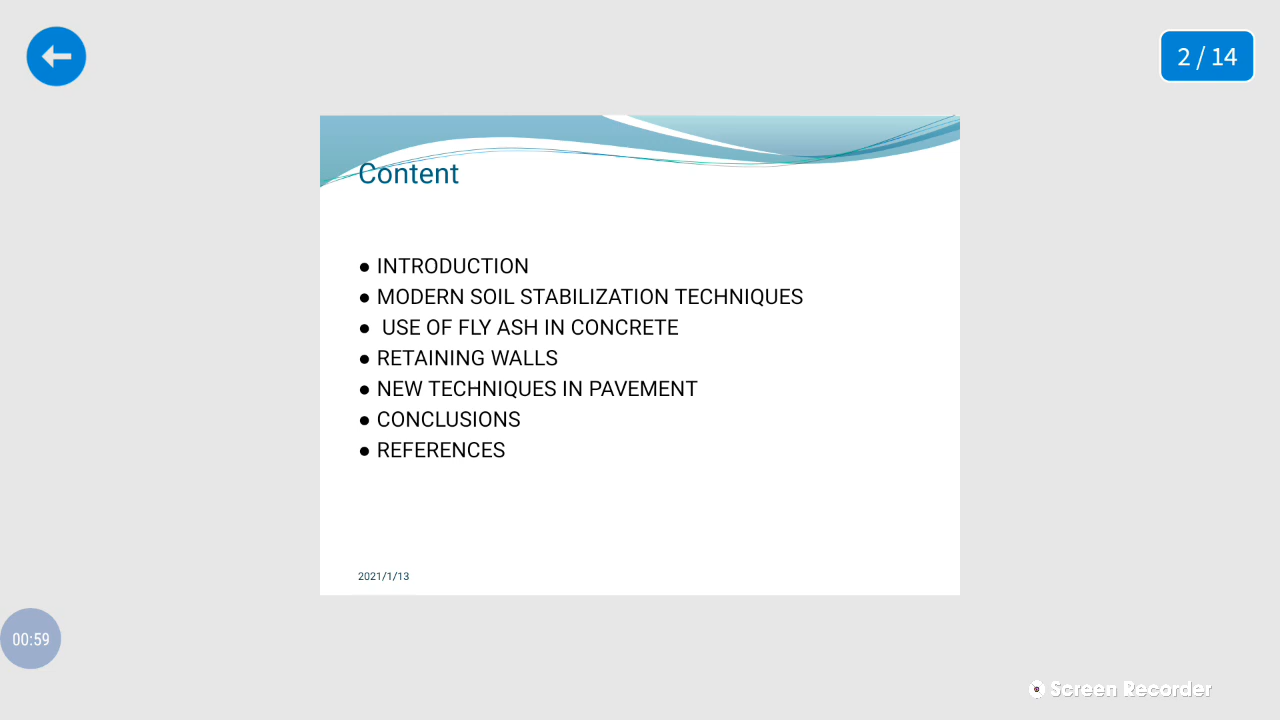 2 / 14
Content
● INTRODUCTION
● MODERN SOIL STABILIZATION TECHNIQUES
● USE OF FLY ASH IN CONCRETE
● RETAINING WALLS
● NEW TECHNIQUES IN PAVEMENT
● CONCLUSIONS
● REFERENCES
2021/1/13
00:59
Screen Recorder